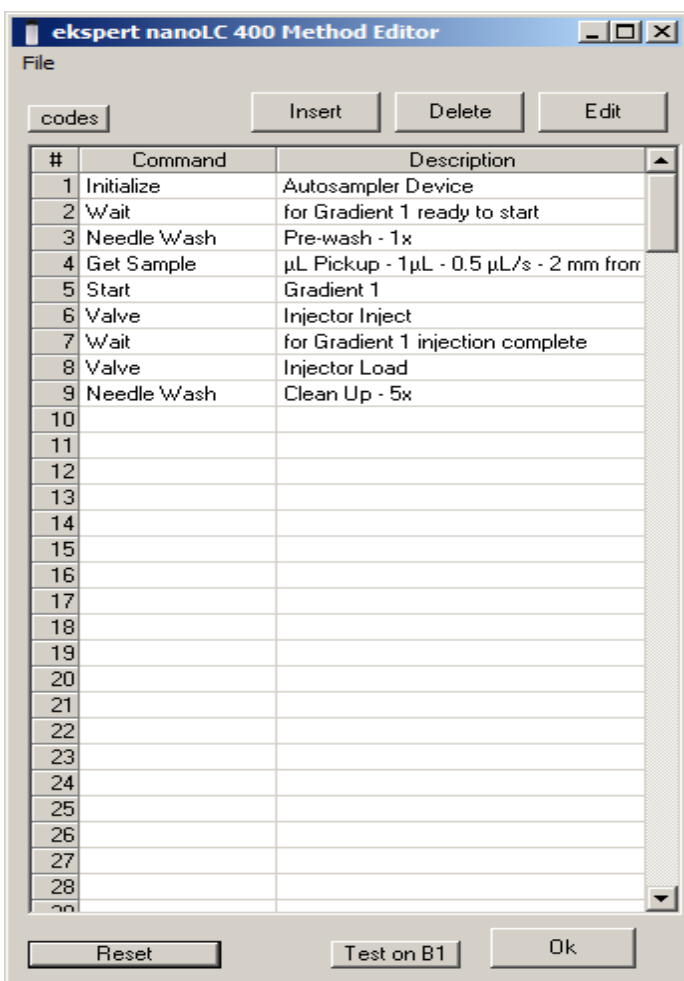 ekspert nanoLC 400 Method Editor
File
codes Insert Delete Edit
# Command Description
1 Initialize Autosampler Device
2 Wait for Gradient 1 ready to start
3 Needle Wash Pre-wash - 1x
4 Get Sample µL Pickup - 1µL - 0.5 µL/s - 2 mm from
5 Start Gradient 1
6 Valve Injector Inject
7 Wait for Gradient 1 injection complete
8 Valve Injector Load
9 Needle Wash Clean Up - 5x
10
11
12
13
14
15
16
17
18
19
20
21
22
23
24
25
26
27
28
Reset Test on B1 Ok